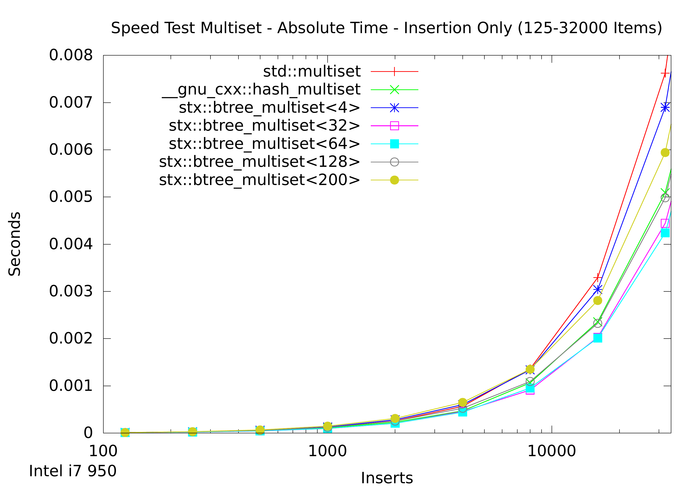 Speed Test Multiset - Absolute Time - Insertion Only (125-32000 Items)
0.008
0.007
0.006
0.005
0.004
0.003
0.002
0.001
0
Seconds
std::multiset
__gnu_cxx::hash_multiset
stx::btree_multiset<4>
stx::btree_multiset<32>
stx::btree_multiset<64>
stx::btree_multiset<128>
stx::btree_multiset<200>
100
1000
10000
Inserts
Intel i7 950